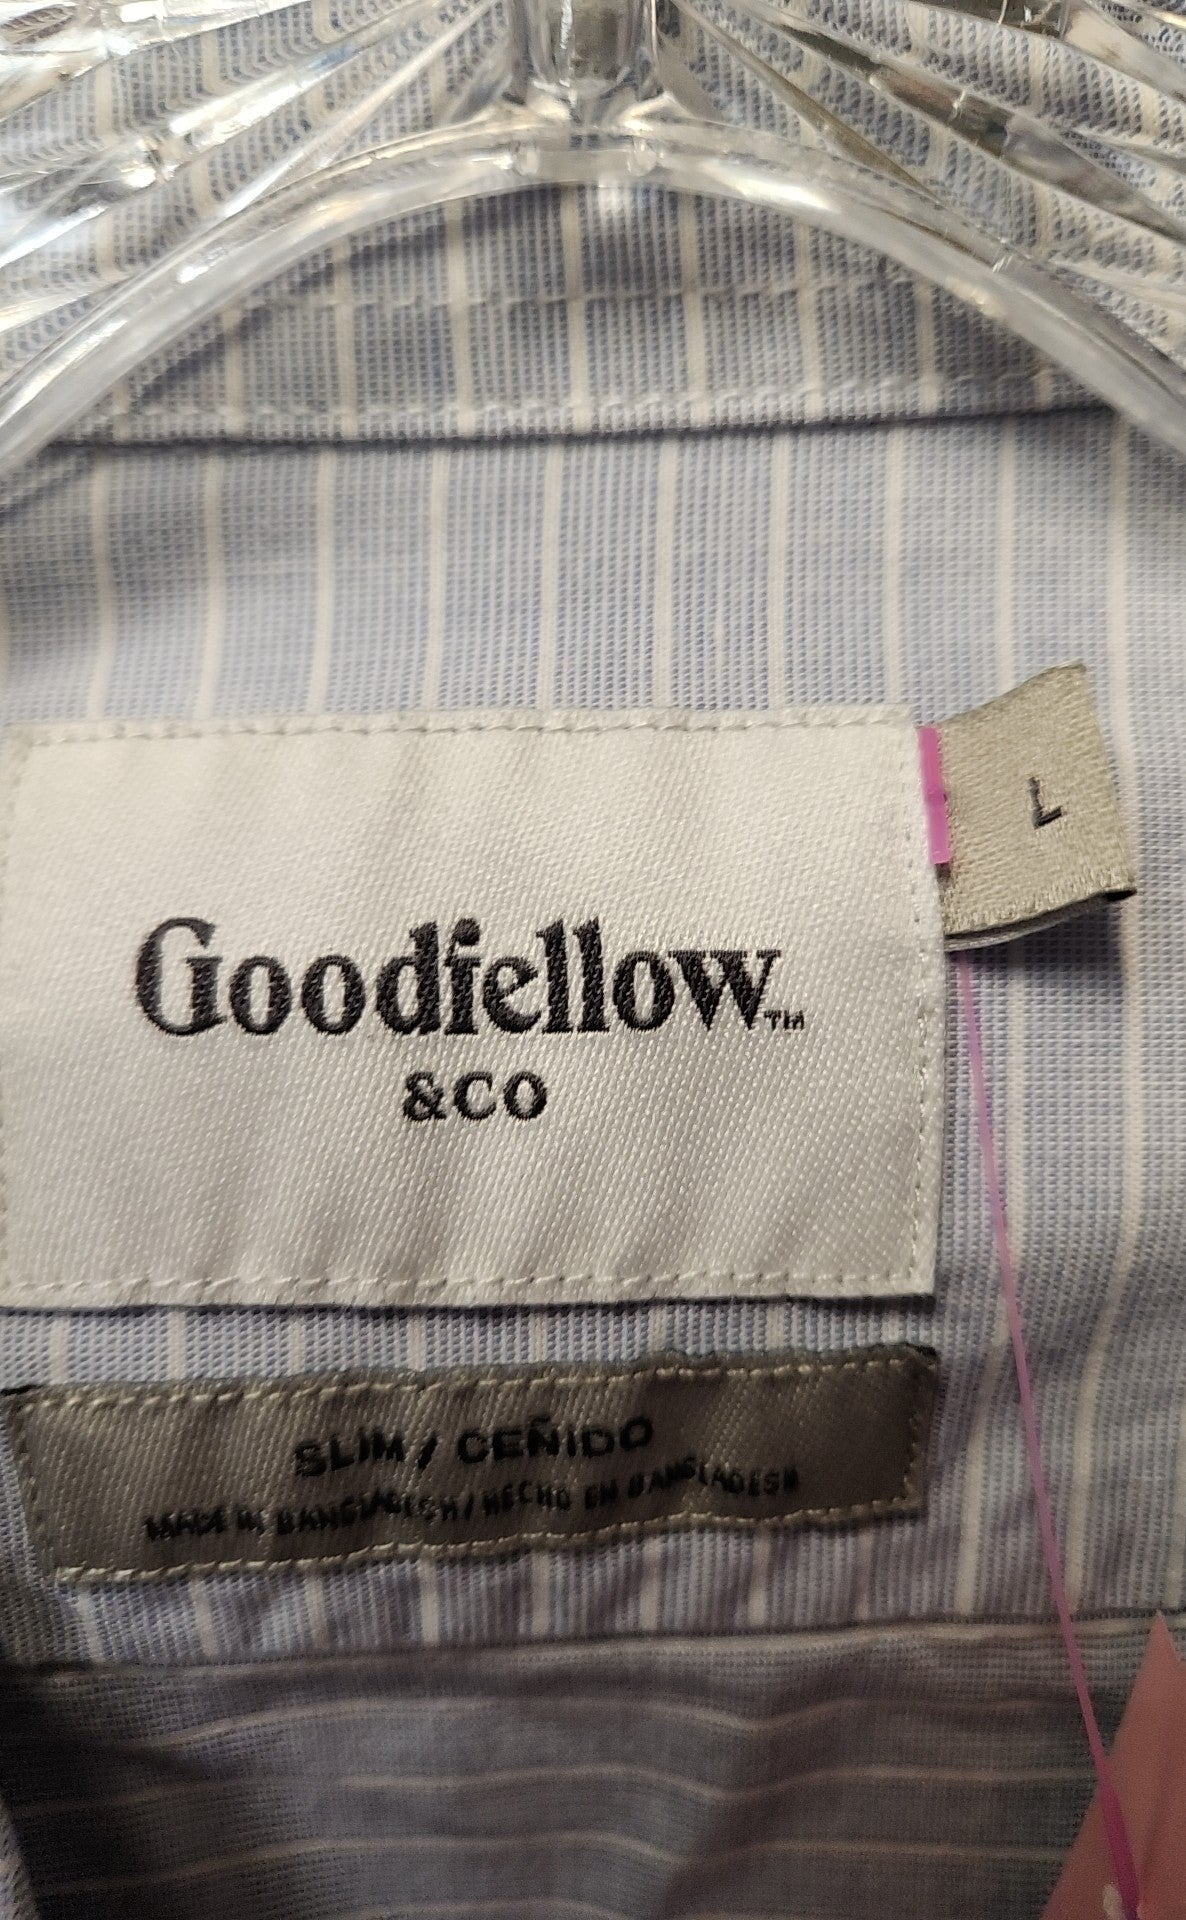 L
Goodfellow™
&CO
SLIM / CEÑIDO
MADE IN BANGLADESH / HECHO EN BANGLADESH